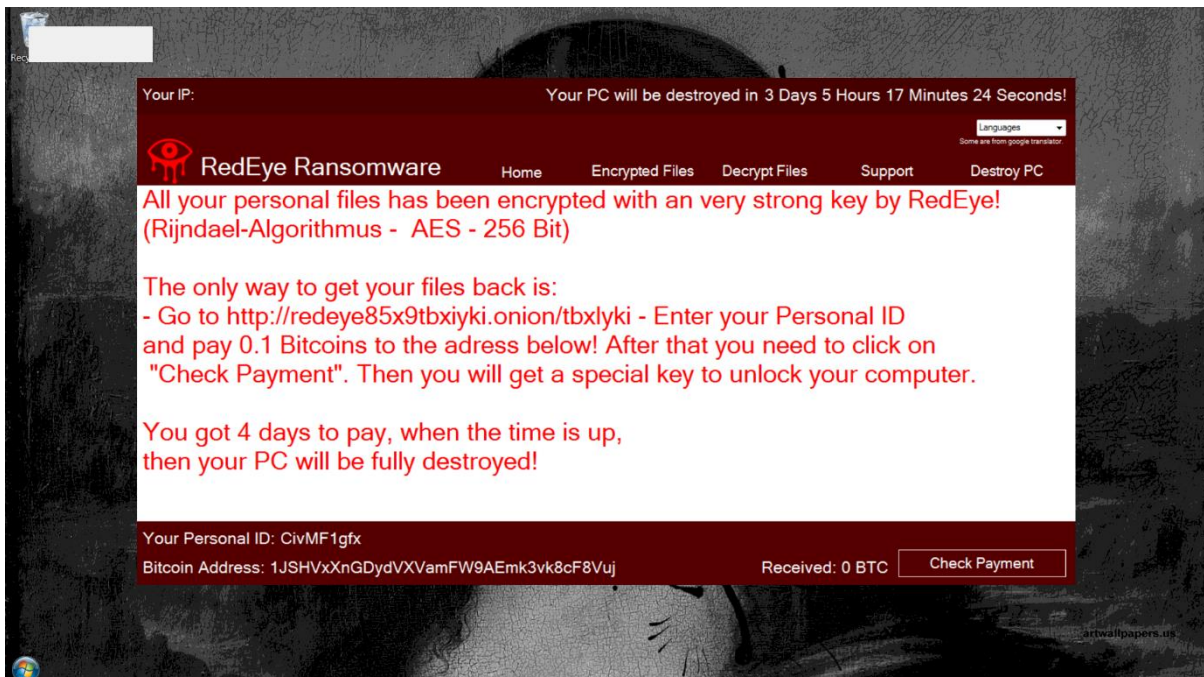 Your IP:
Your PC will be destroyed in 3 Days 5 Hours 17 Minutes 24 Seconds!
Languages
Some are from google translator.
RedEye Ransomware
Home
Encrypted Files
Decrypt Files
Support
Destroy PC
All your personal files has been encrypted with an very strong key by RedEye!
(Rijndael-Algorithmus - AES - 256 Bit)
The only way to get your files back is:
- Go to http://redeye85x9tbxiyki.onion/tbxlyki - Enter your Personal ID
and pay 0.1 Bitcoins to the adress below! After that you need to click on
"Check Payment". Then you will get a special key to unlock your computer.
You got 4 days to pay, when the time is up,
then your PC will be fully destroyed!
Your Personal ID: CivMF1gfx
Bitcoin Address: 1JSHVxXnGDydVXVamFW9AEmk3vk8cF8Vuj
Received: 0 BTC
Check Payment
artwallpapers.us